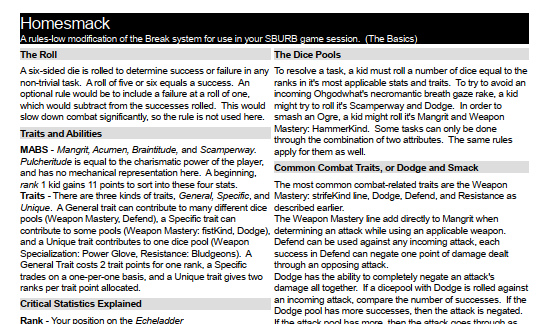 Homesmack
A rules-low modification of the Break system for use in your SBURB game session. (The Basics)
The Roll
A six-sided die is rolled to determine success or failure in any
non-trivial task. A roll of five or six equals a success. An
optional rule would be to include a failure at a roll of one,
which would subtract from the successes rolled. This would
slow down combat significantly, so the rule is not used here.
Traits and Abilities
MABS - Mangrit, Acumen, Braintitude, and Scamperway.
Pulcheritude is equal to the charismatic power of the player,
and has no mechanical representation here. A beginning,
rank 1 kid gains 11 points to sort into these four stats.
Traits - There are three kinds of traits, General, Specific, and
Unique. A General trait can contribute to many different dice
pools (Weapon Mastery, Defend), a Specific trait can
contribute to some pools (Weapon Mastery: fistKind, Dodge),
and a Unique trait contributes to one dice pool (Weapon
Specialization: Power Glove, Resistance: Bludgeons). A
General Trait costs 2 trait points for one rank, a Specific
trades on a one-per-one basis, and a Unique trait gives two
ranks per trait point allocated.
Critical Statistics Explained
Rank - Your position on the Echeladder
The Dice Pools
To resolve a task, a kid must roll a number of dice equal to the
ranks in it's most applicable stats and traits. To try to avoid an
incoming Ohgodwhat's necromantic breath gaze rake, a kid
might try to roll it's Scamperway and Dodge. In order to
smash an Ogre, a kid might roll it's Mangrit and Weapon
Mastery: HammerKind. Some tasks can only be done
through the combination of two attributes. The same rules
apply for them as well.
Common Combat Traits, or Dodge and Smack
The most common combat-related traits are the Weapon
Mastery: strifeKind line, Dodge, Defend, and Resistance as
described earlier.
The Weapon Mastery line add directly to Mangrit when
determining an attack while using an applicable weapon.
Defend can be used against any incoming attack, each
success in Defend can negate one point of damage dealt
through an opposing attack.
Dodge has the ability to completely negate an attack's
damage all together. If a dicepool with Dodge is rolled against
an incoming attack, compare the number of successes. If the
Dodge pool has more successes, then the attack is negated.
If the attack pool has more, then the attack goes through as